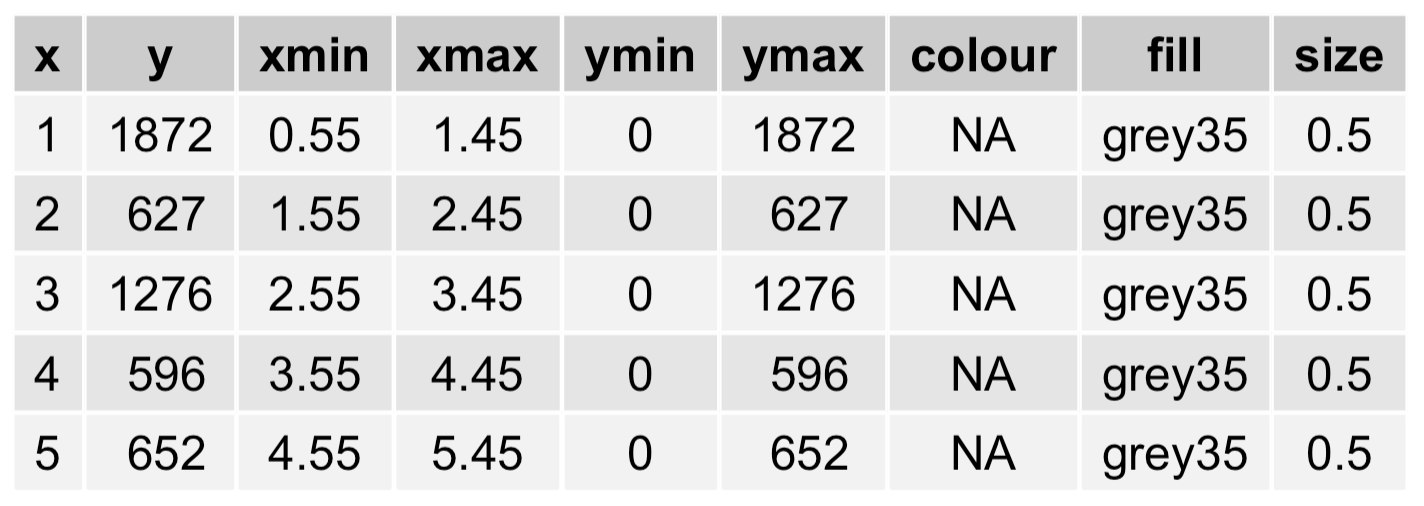 x y xmin xmax ymin ymax colour fill size
1 1872 0.55 1.45 0 1872 NA grey35 0.5
2 627 1.55 2.45 0 627 NA grey35 0.5
3 1276 2.55 3.45 0 1276 NA grey35 0.5
4 596 3.55 4.45 0 596 NA grey35 0.5
5 652 4.55 5.45 0 652 NA grey35 0.5